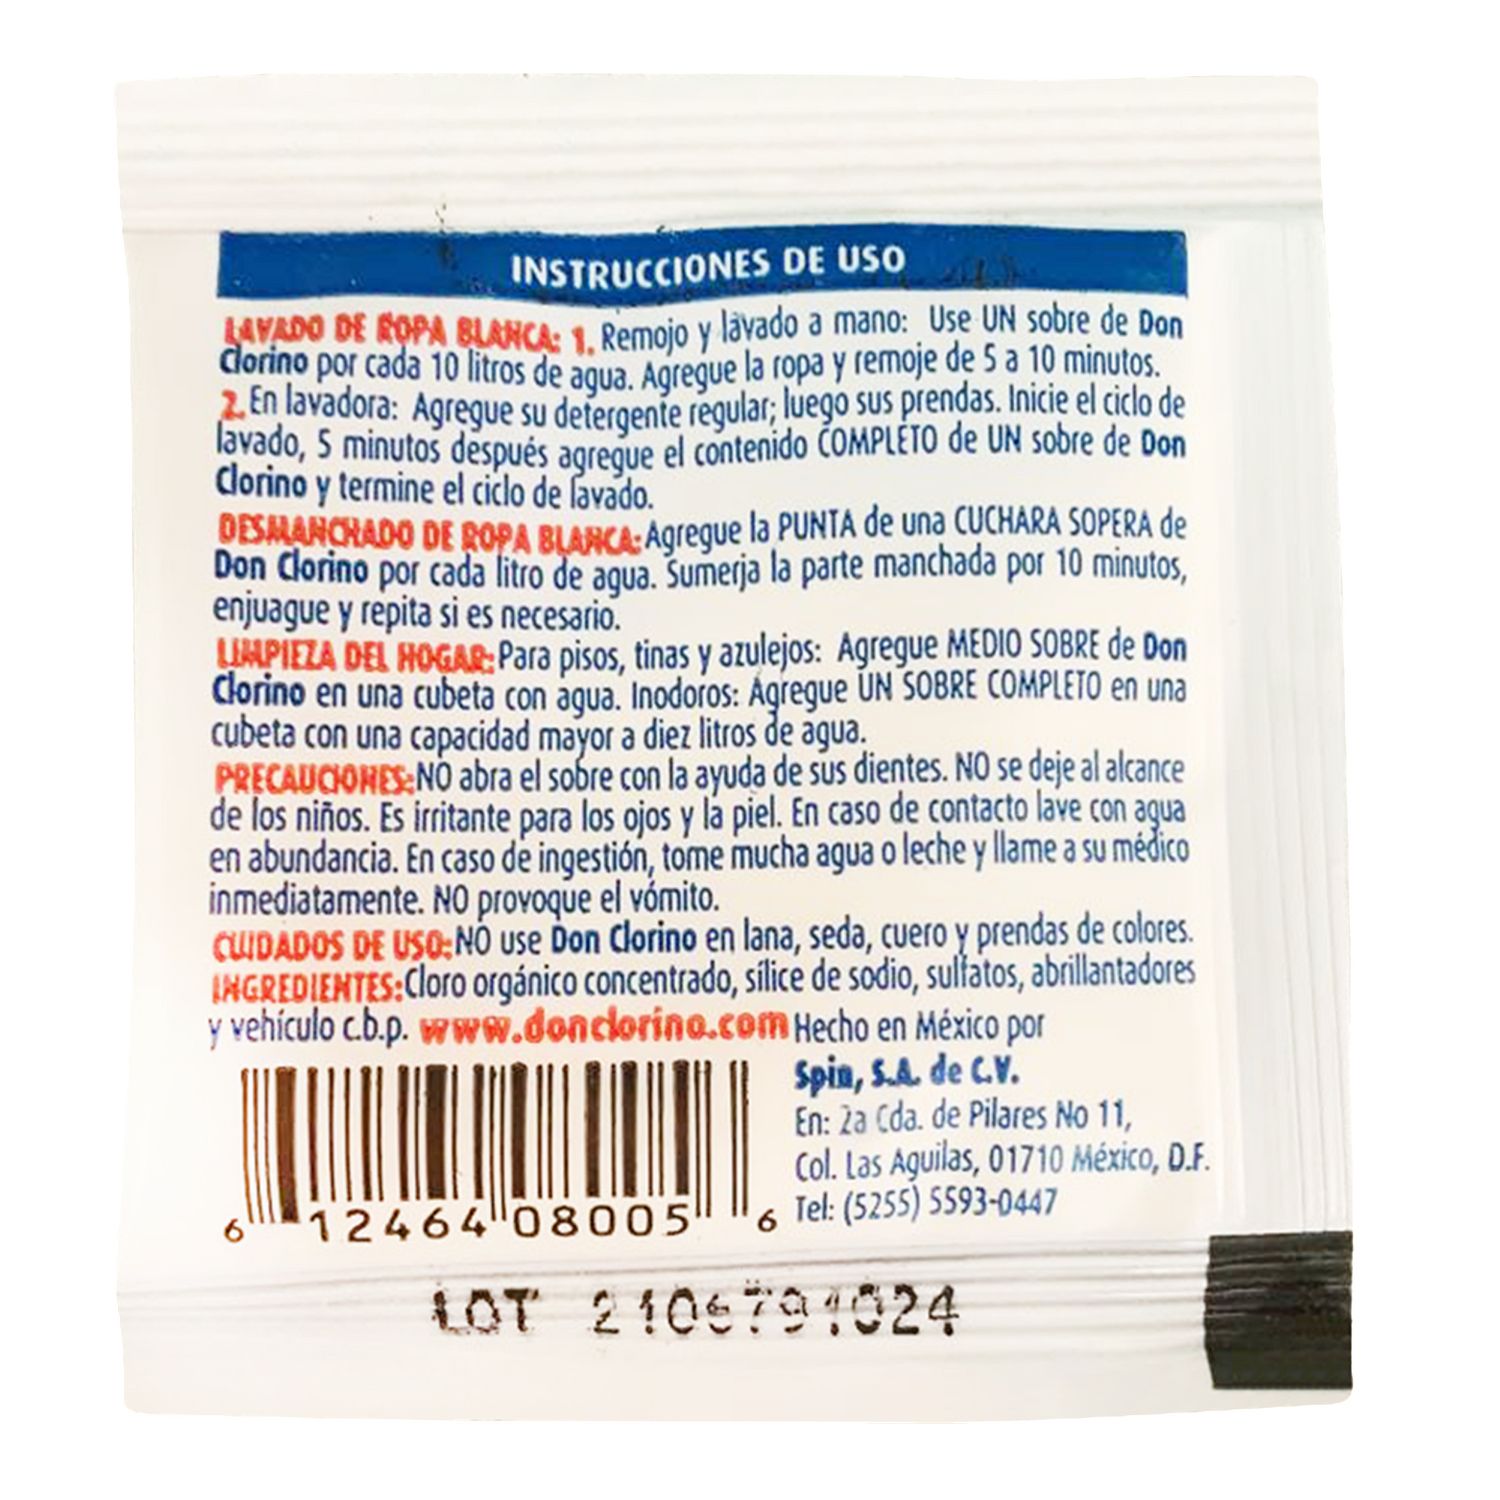 INSTRUCCIONES DE USO
LAVADO DE ROPA BLANCA: 1. Remojo y lavado a mano: Use UN sobre de Don
Clorino por cada 10 litros de agua. Agregue la ropa y remoje de 5 a 10 minutos.
2. En lavadora: Agregue su detergente regular; luego sus prendas. Inicie el ciclo de
lavado, 5 minutos después agregue el contenido COMPLETO de UN sobre de Don
Clorino y termine el ciclo de lavado.
DESMANCHADO DE ROPA BLANCA: Agregue la PUNTA de una CUCHARA SOPERA de
Don Clorino por cada litro de agua. Sumerja la parte manchada por 10 minutos,
enjuague y repita si es necesario.
LIMPIEZA DEL HOGAR: Para pisos, tinas y azulejos: Agregue MEDIO SOBRE de Don
Clorino en una cubeta con agua. Inodoros: Agregue UN SOBRE COMPLETO en una
cubeta con una capacidad mayor a diez litros de agua.
PRECAUCIONES: NO abra el sobre con la ayuda de sus dientes. NO se deje al alcance
de los niños. Es irritante para los ojos y la piel. En caso de contacto lave con agua
en abundancia. En caso de ingestión, tome mucha agua o leche y llame a su médico
inmediatamente. NO provoque el vómito.
CUIDADOS DE USO: NO use Don Clorino en lana, seda, cuero y prendas de colores.
INGREDIENTES: Cloro orgánico concentrado, sílice de sodio, sulfatos, abrillantadores
y vehículo c.b.p. www.donclorino.com Hecho en México por
Spin, S.A. de C.V.
En: 2a Cda. de Pilares No 11,
Col. Las Aguilas, 01710 México, D.F.
Tel: (5255) 5593-0447
6 12464 08005 6
LOT 2106791024